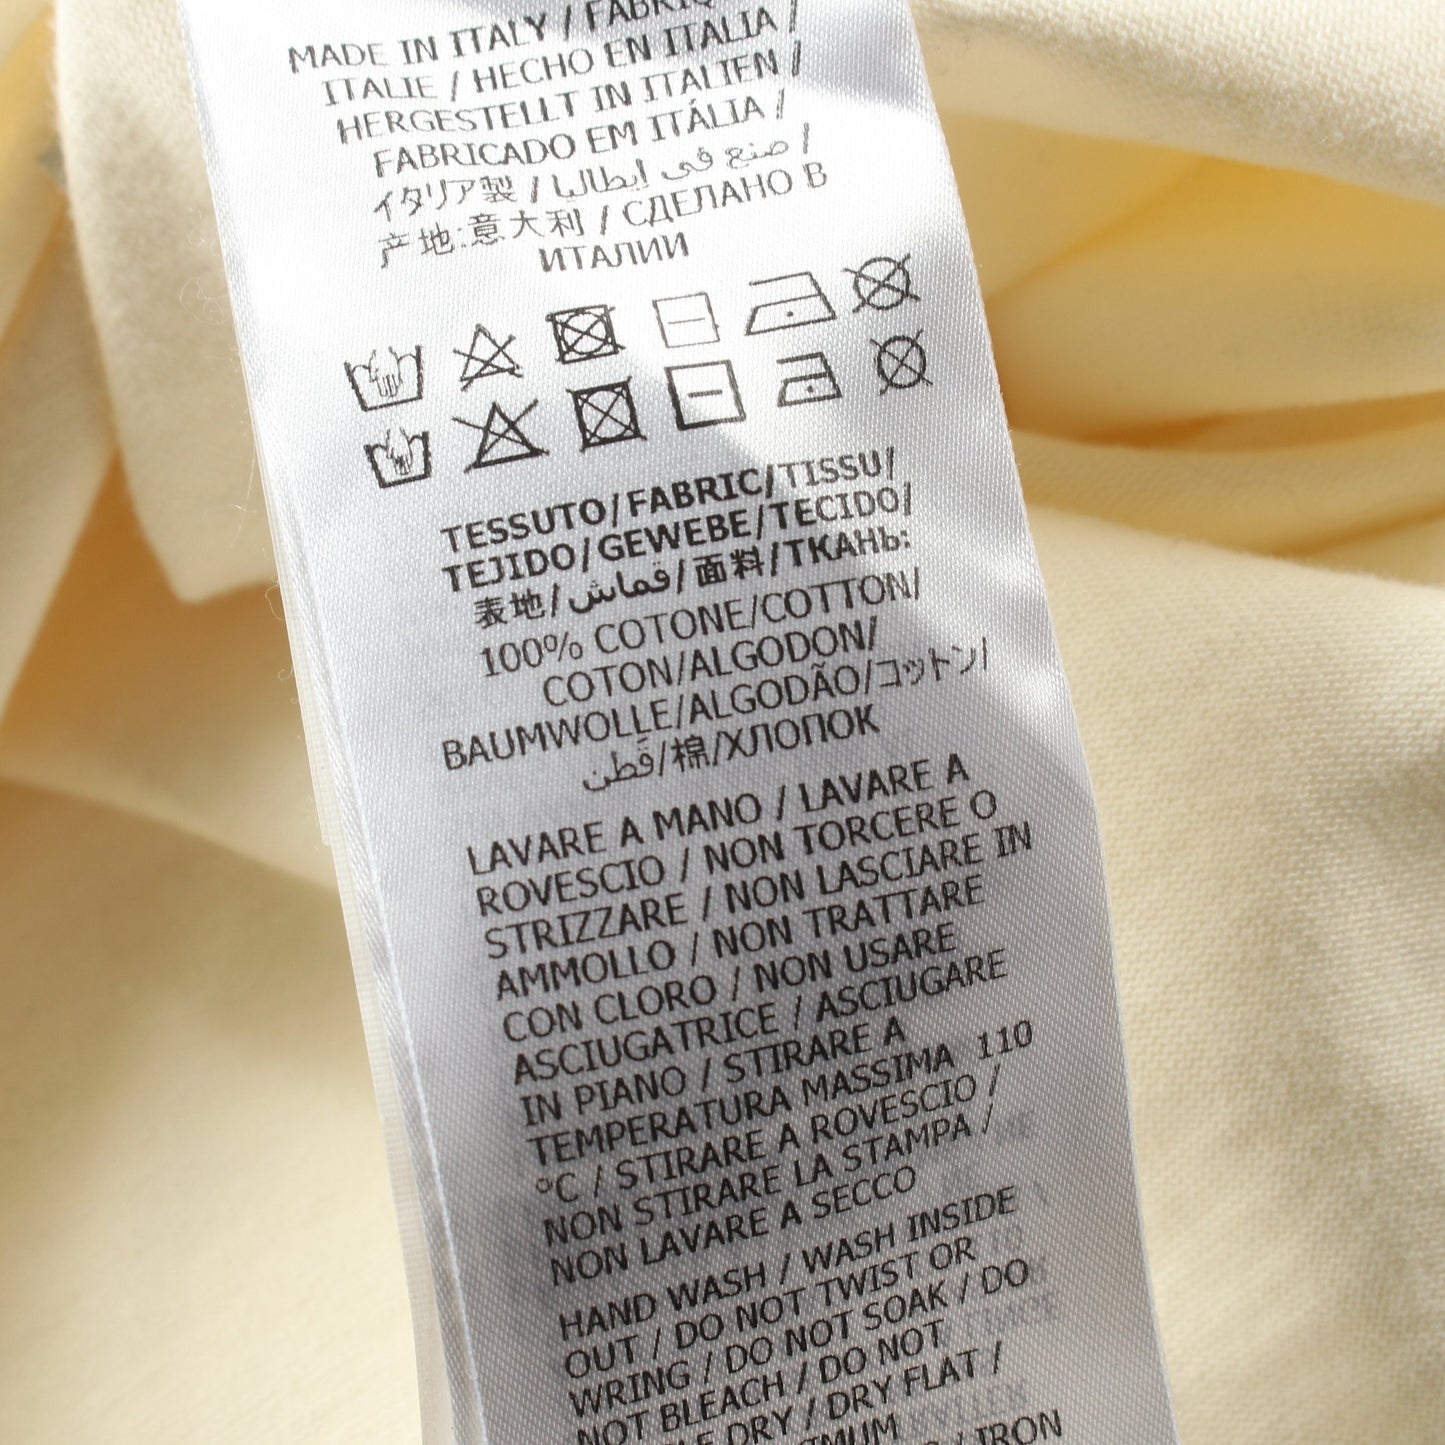 MADE IN ITALY / FABRIQ
ITALIE / HECHO EN ITALIA /
HERGESTELLT IN ITALIEN /
FABRICADO EM ITÁLIA /
イタリア製 / صنع في ايطاليا /
产地:意大利 / СДЕЛАНО В
ИТАЛИИ
TESSUTO/FABRIC/TISSU/
TEJIDO/GEWEBE/TECIDO/
表地/قماش/面料/ТКАНЬ:
100% COTONE/COTTON/
COTON/ALGODON/
BAUMWOLLE/ALGODÃO/コットン/
قطن/棉/ХЛОПОК
LAVARE A MANO / LAVARE A
ROVESCIO / NON TORCERE O
STRIZZARE / NON LASCIARE IN
AMMOLLO / NON TRATTARE
CON CLORO / NON USARE
ASCIUGATRICE / ASCIUGARE
IN PIANO / STIRARE A
TEMPERATURA MASSIMA 110
°C / STIRARE A ROVESCIO /
NON STIRARE LA STAMPA /
NON LAVARE A SECCO
HAND WASH / WASH INSIDE
OUT / DO NOT TWIST OR
WRING / DO NOT SOAK / DO
NOT BLEACH / DO NOT
DRY / DRY FLAT /
/ IRON